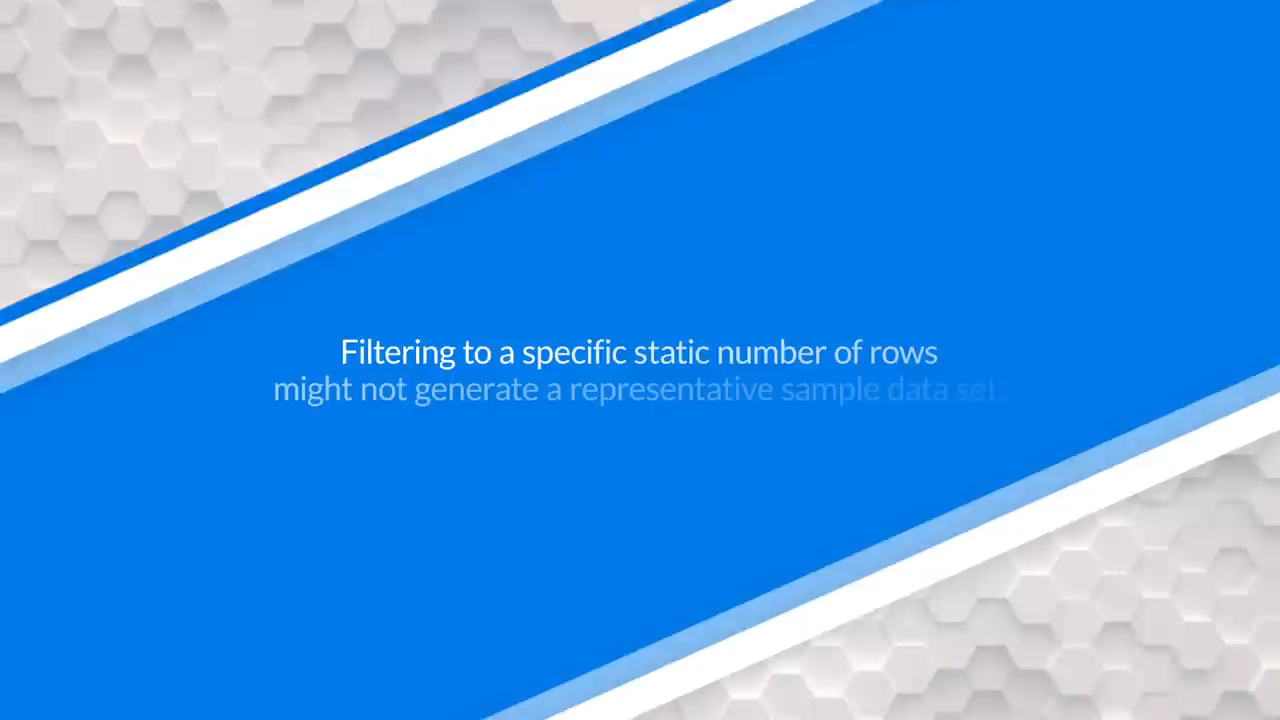 Filtering to a specific static number of rows
might not generate a representative sample data set.